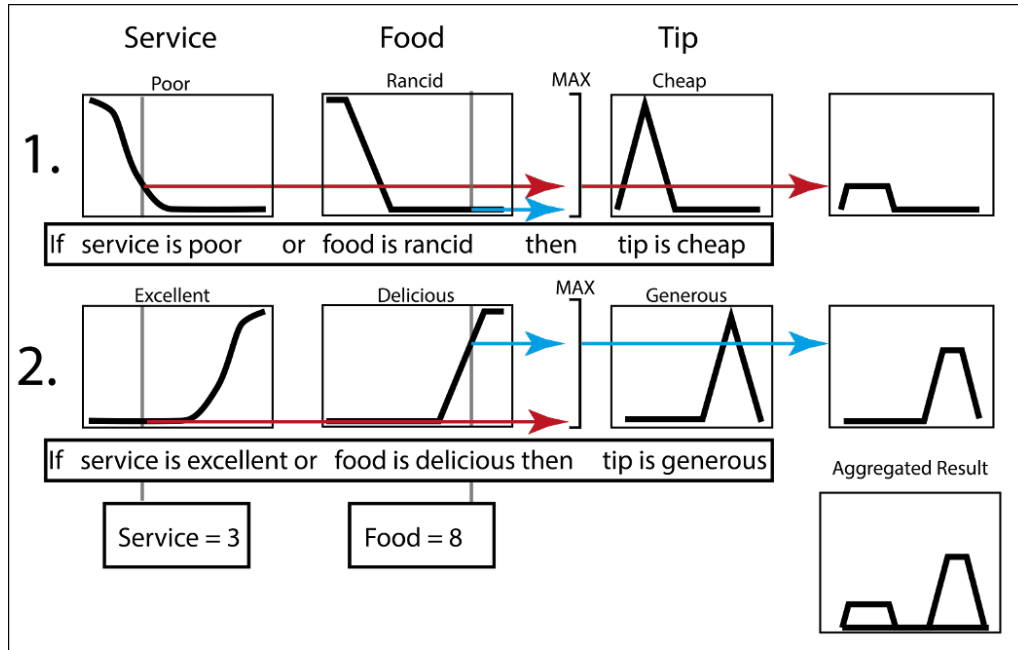 Service Food Tip
Poor Rancid MAX Cheap
1.
If service is poor or food is rancid then tip is cheap
Excellent Delicious MAX Generous
2.
If service is excellent or food is delicious then tip is generous
Aggregated Result
Service = 3 Food = 8